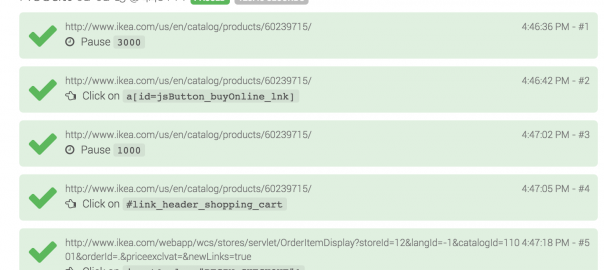 http://www.ikea.com/us/en/catalog/products/60239715/ 4:46:36 PM - #1
Pause 3000
http://www.ikea.com/us/en/catalog/products/60239715/ 4:46:42 PM - #2
Click on a[id=jsButton_buyOnline_lnk]
http://www.ikea.com/us/en/catalog/products/60239715/ 4:47:02 PM - #3
Pause 1000
http://www.ikea.com/us/en/catalog/products/60239715/ 4:47:05 PM - #4
Click on #link_header_shopping_cart
http://www.ikea.com/webapp/wcs/stores/servlet/OrderItemDisplay?storeId=12&langId=-1&catalogId=110 4:47:18 PM - #5
01&orderId=.&priceexclvat=&newLinks=true
Click on